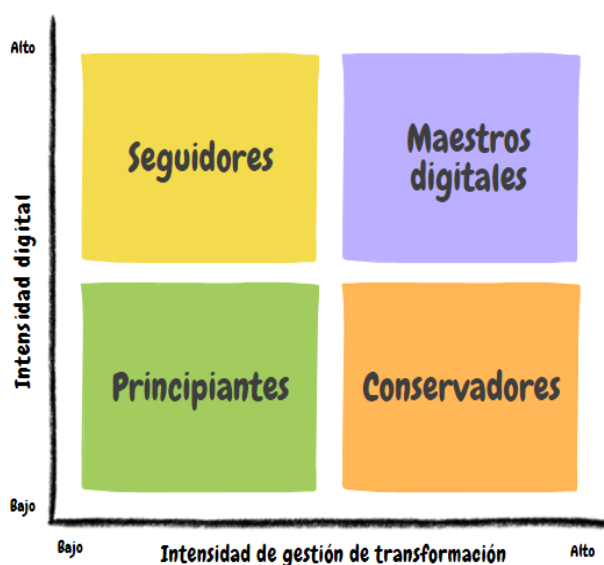 Alto
Seguidores
Maestros
digitales
Intensidad digital
Principiantes
Conservadores
Bajo
Bajo
Intensidad de gestión de transformación
Alto